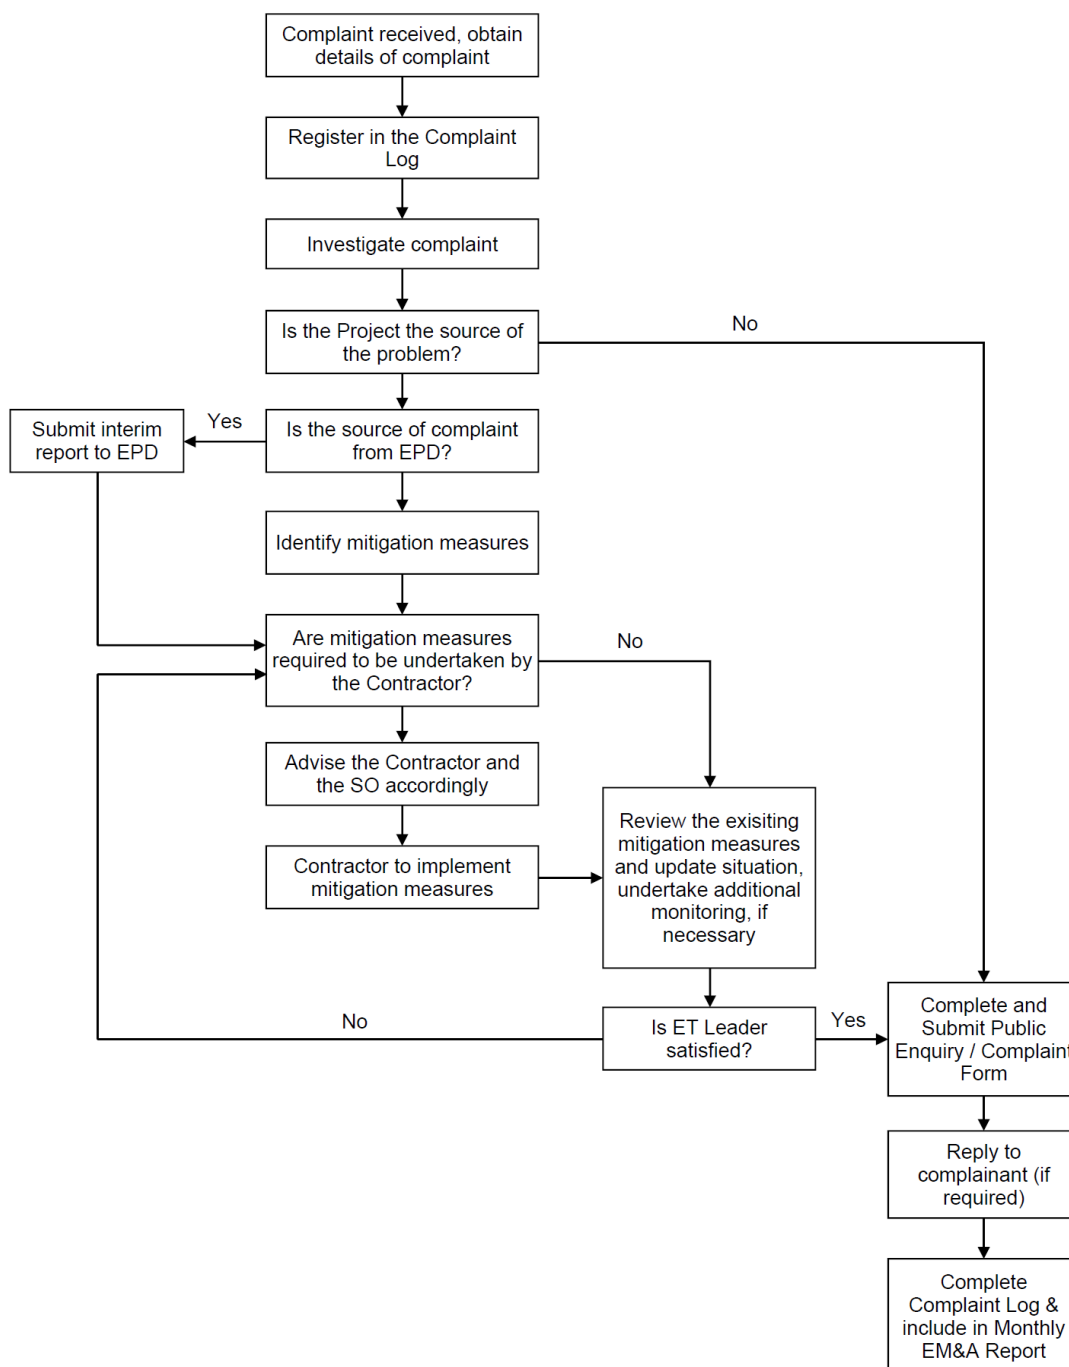 Complaint received, obtain
details of complaint
Register in the Complaint
Log
Investigate complaint
Is the Project the source of
the problem?
No
Submit interim
report to EPD
Yes
Is the source of complaint
from EPD?
Identify mitigation measures
Are mitigation measures
required to be undertaken by
the Contractor?
No
Advise the Contractor and
the SO accordingly
Contractor to implement
mitigation measures
Review the exisiting
mitigation measures
and update situation,
undertake additional
monitoring, if
necessary
No
Is ET Leader
satisfied?
Yes
Complete and
Submit Public
Enquiry / Complaint
Form
Reply to
complainant (if
required)
Complete
Complaint Log &
include in Monthly
EM&A Report